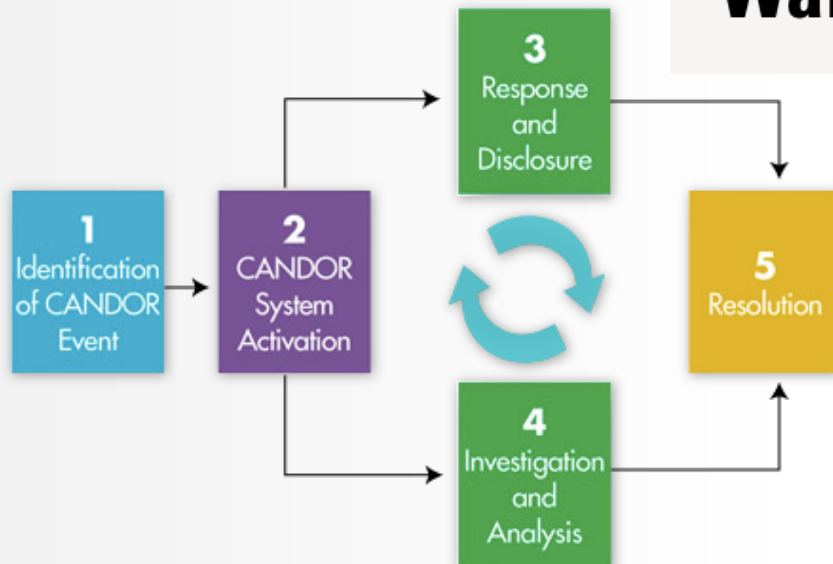 1
Identification
of CANDOR
Event
2
CANDOR
System
Activation
3
Response
and
Disclosure
4
Investigation
and
Analysis
5
Resolution